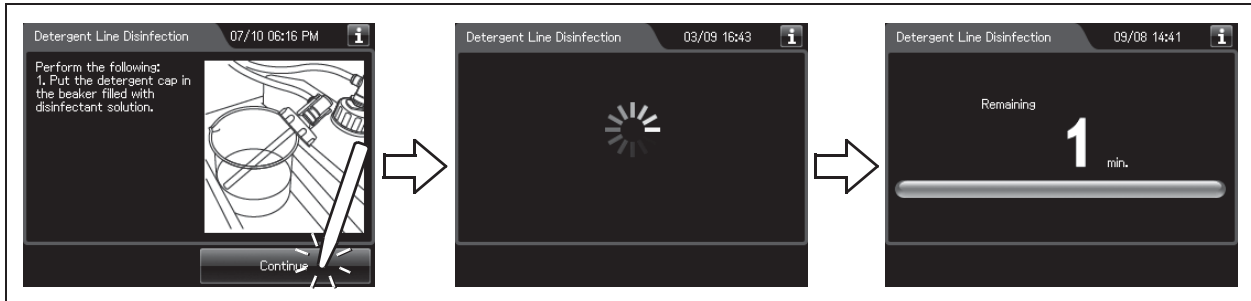 Detergent Line Disinfection 07/10 06:16 PM i
Perform the following:
1. Put the detergent cap in
the beaker filled with
disinfectant solution.
Continue
Detergent Line Disinfection 03/09 16:43 i
Detergent Line Disinfection 09/08 14:41 i
Remaining
1 min.